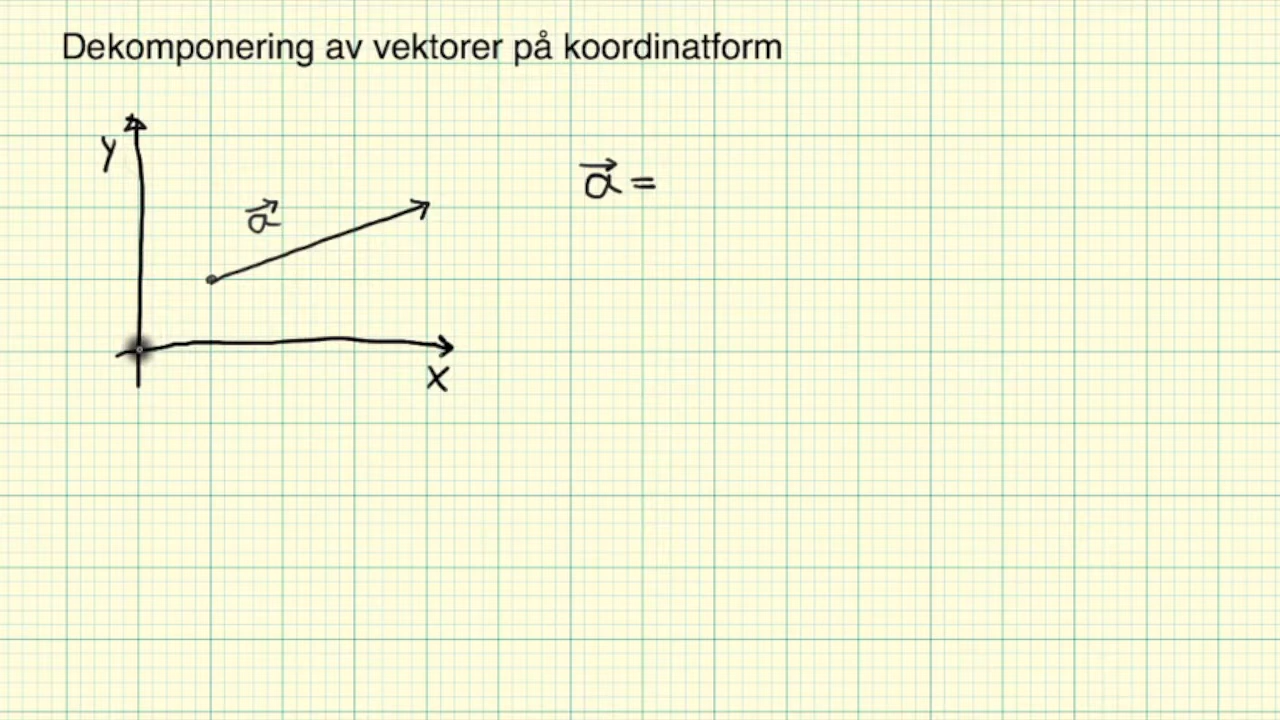 Dekomponering av vektorer på koordinatform
y
a⃗
a⃗ =
x